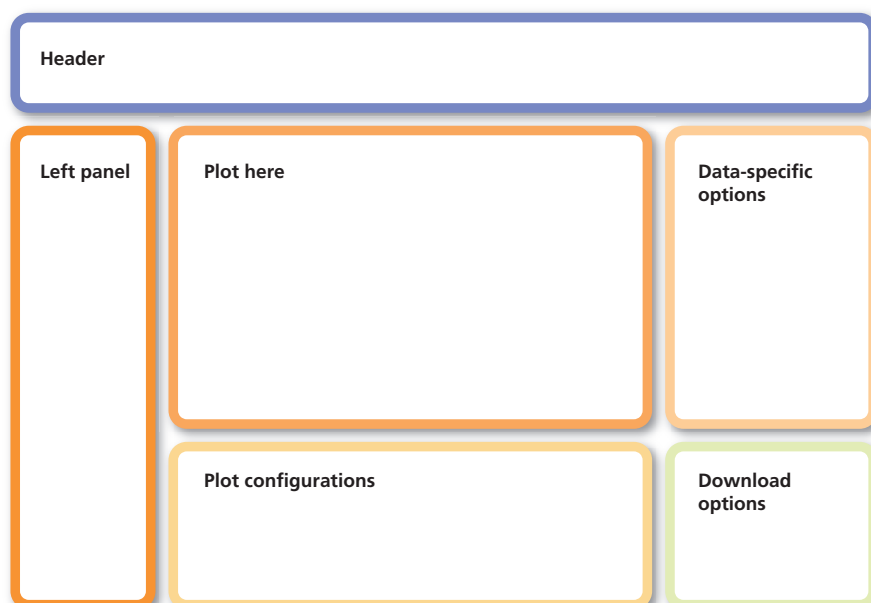 Header
Left panel
Plot here
Data-specific
options
Plot configurations
Download
options